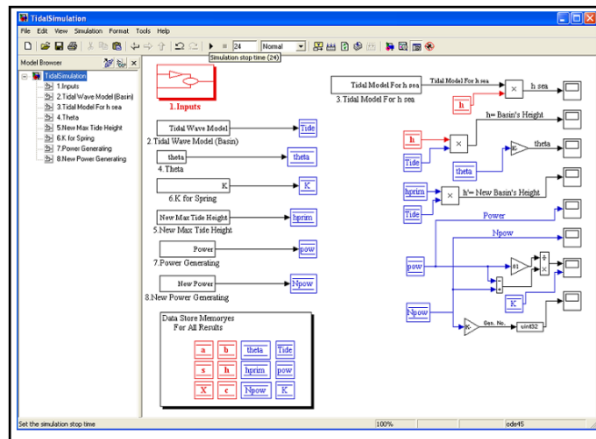 TidalSimulation
File Edit View Simulation Format Tools Help
24
Normal
Simulation stop time (24)
Model Browser
TidalSimulation
1.Inputs
2.Tidal Wave Model(Basin)
3.Tidal Model For h sea
4.Theta
5.New Max Tide Height
6.K for Spring
7.Power Generating
8.New Power Generating
1.Inputs
Tidal Wave Model
Tide
2.Tidal Wave Model (Basin)
theta
theta
4.Theta
K
K
6.K for Spring
New Max Tide Height
hprim
5.New Max Tide Height
Power
pow
7.Power Generating
New Power
Npow
8.New Power Generating
Data Store Memoryes
For All Results
a b theta Tide
s h hprim pow
X c Npow K
Tidal Model For h sea
Tidal Model For h sea
3.Tidal Model For h sea
h
×
h sea
h= Basin's Height
h
Tide
×
theta
K-
theta
hprim
Tide
×
h'= New Basin's Height
Power
Npow
pow
K
Npow
K-
Gen. No.
uint32
Set the simulation stop time
100%
ode45